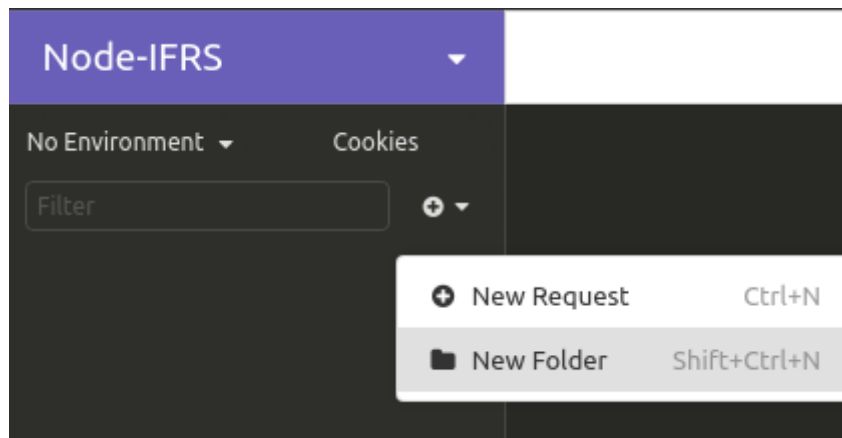 Node-IFRS
No Environment Cookies
Filter
New Request Ctrl+N
New Folder Shift+Ctrl+N